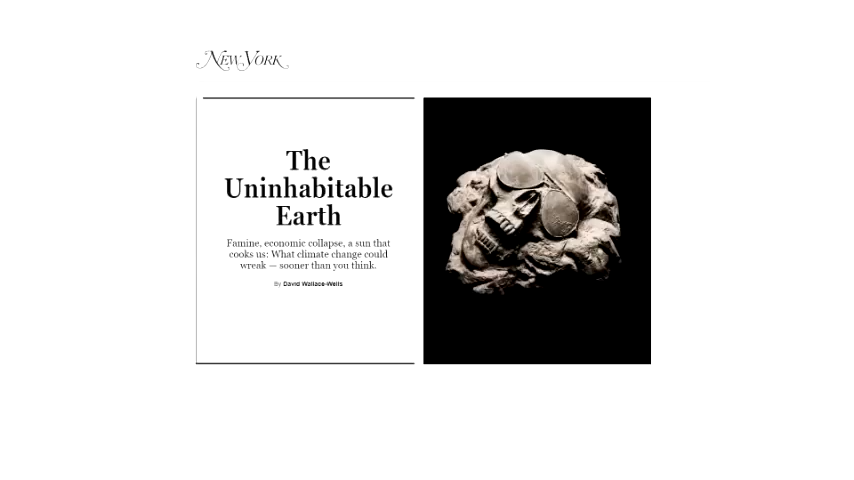 New York
The
Uninhabitable
Earth
Famine, economic collapse, a sun that
cooks us: What climate change could
wreak — sooner than you think.
By David Wallace-Wells